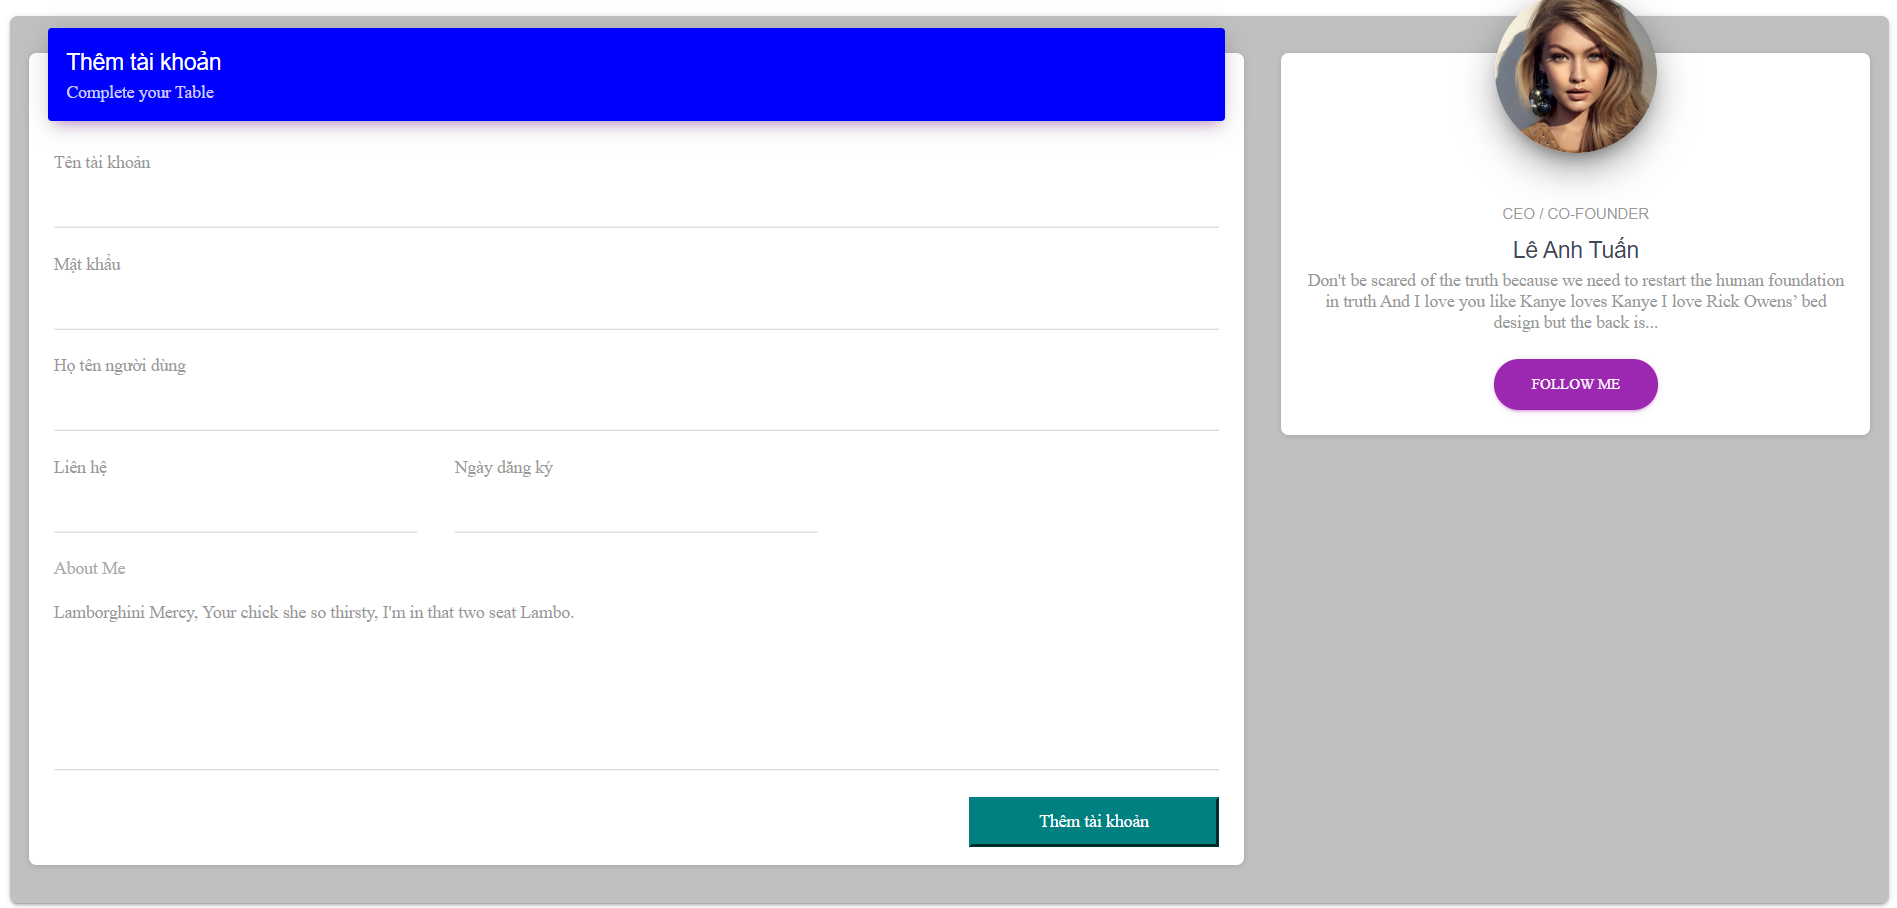 Thêm tài khoản
Complete your Table
Tên tài khoản
Mật khẩu
Họ tên người dùng
Liên hệ
Ngày đăng ký
About Me
Lamborghini Mercy, Your chick she so thirsty, I'm in that two seat Lambo.
Thêm tài khoản
CEO / CO-FOUNDER
Lê Anh Tuấn
Don't be scared of the truth because we need to restart the human foundation
in truth And I love you like Kanye loves Kanye I love Rick Owens’ bed
design but the back is...
FOLLOW ME